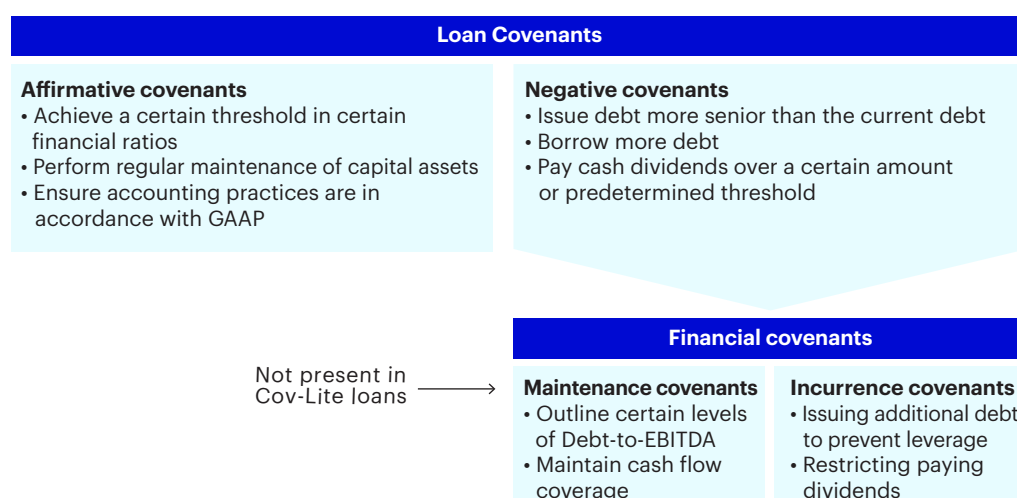 Loan Covenants
Affirmative covenants
• Achieve a certain threshold in certain
financial ratios
• Perform regular maintenance of capital assets
• Ensure accounting practices are in
accordance with GAAP
Negative covenants
• Issue debt more senior than the current debt
• Borrow more debt
• Pay cash dividends over a certain amount
or predetermined threshold
Financial covenants
Not present in
Cov-Lite loans
Maintenance covenants
• Outline certain levels
of Debt-to-EBITDA
• Maintain cash flow
coverage
Incurrence covenants
• Issuing additional debt
to prevent leverage
• Restricting paying
dividends